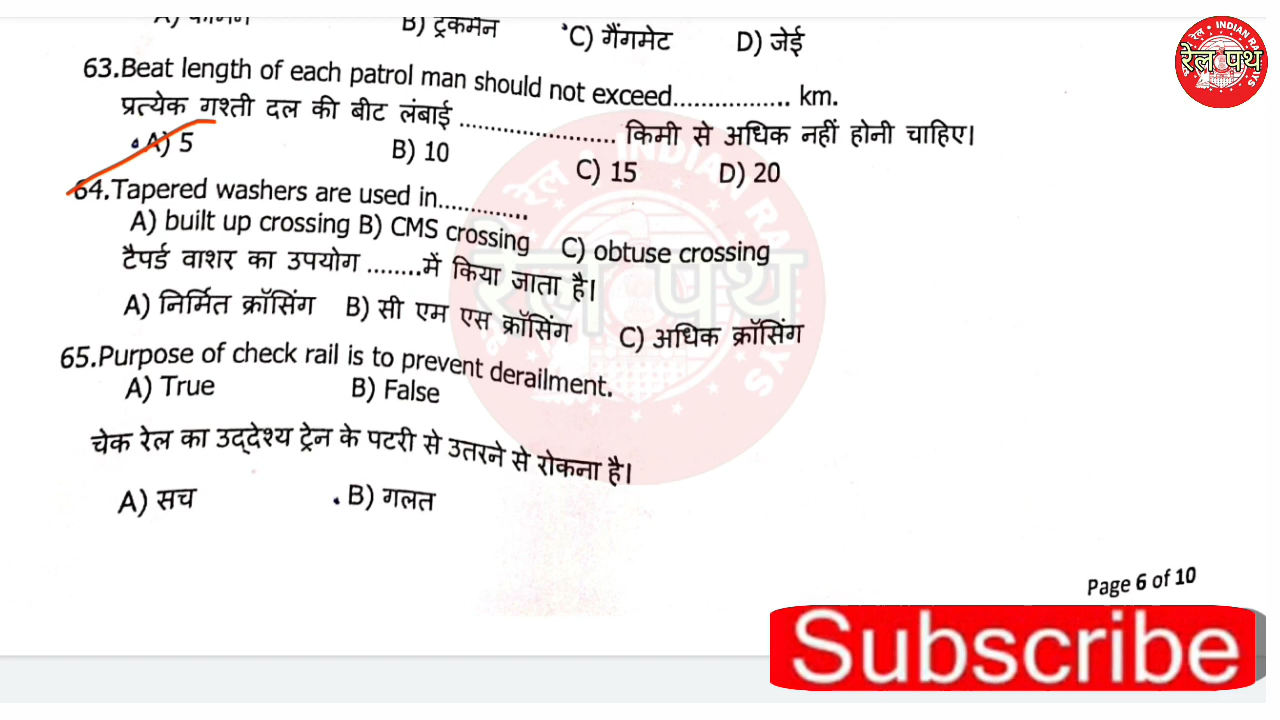 B) ट्रैकमैन C) गैंगमेट D) जेई
63.Beat length of each patrol man should not exceed................. km.
प्रत्येक गश्ती दल की बीट लंबाई ....................... किमी से अधिक नहीं होनी चाहिए।
A) 5 B) 10 C) 15 D) 20
64.Tapered washers are used in.............
A) built up crossing B) CMS crossing C) obtuse crossing
टैपर्ड वाशर का उपयोग ........में किया जाता है।
A) निर्मित क्रॉसिंग B) सी एम एस क्रॉसिंग C) अधिक क्रॉसिंग
65.Purpose of check rail is to prevent derailment.
A) True B) False
चेक रेल का उद्देश्य ट्रेन के पटरी से उतरने से रोकना है।
A) सच B) गलत
Page 6 of 10
Subscribe
रेल पथ
रेल • INDIAN RAILWAYS